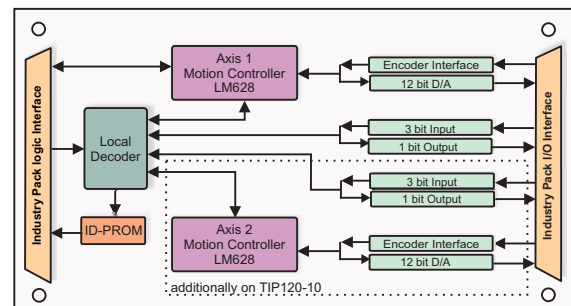 Industry Pack logic Interface
Axis 1
Motion Controller
LM628
Encoder Interface
12 bit D/A
Local
Decoder
3 bit Input
1 bit Output
3 bit Input
1 bit Output
ID-PROM
Axis 2
Motion Controller
LM628
Encoder Interface
12 bit D/A
additionally on TIP120-10
Industry Pack I/O Interface